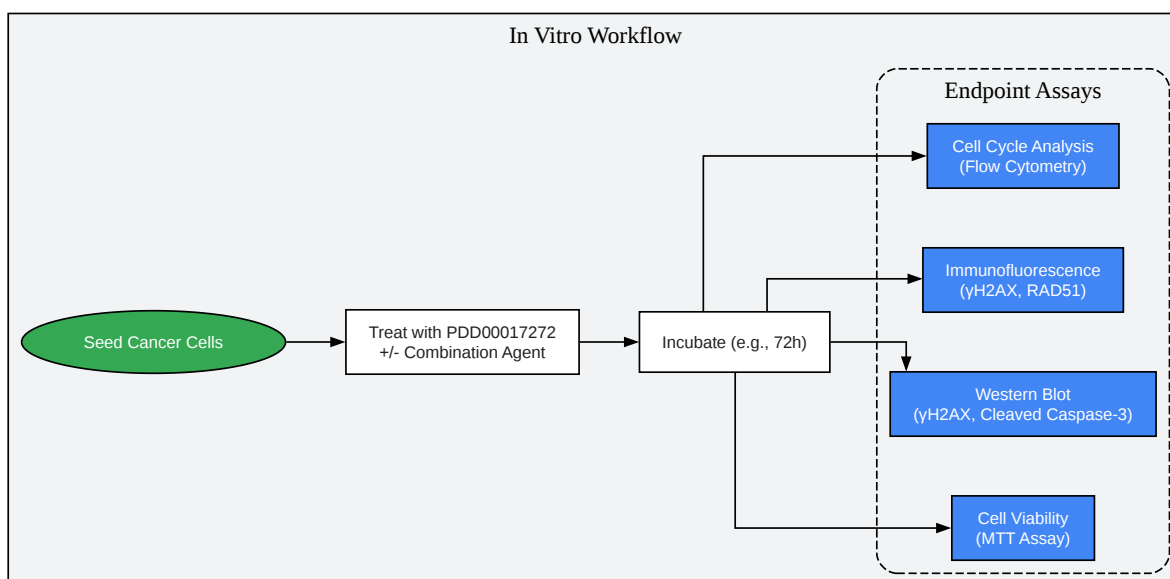 In Vitro Workflow
Endpoint Assays
Cell Cycle Analysis
(Flow Cytometry)
Immunofluorescence
(γH2AX, RAD51)
Seed Cancer Cells
Treat with PDD00017272
+/- Combination Agent
Incubate (e.g., 72h)
Western Blot
(γH2AX, Cleaved Caspase-3)
Cell Viability
(MTT Assay)